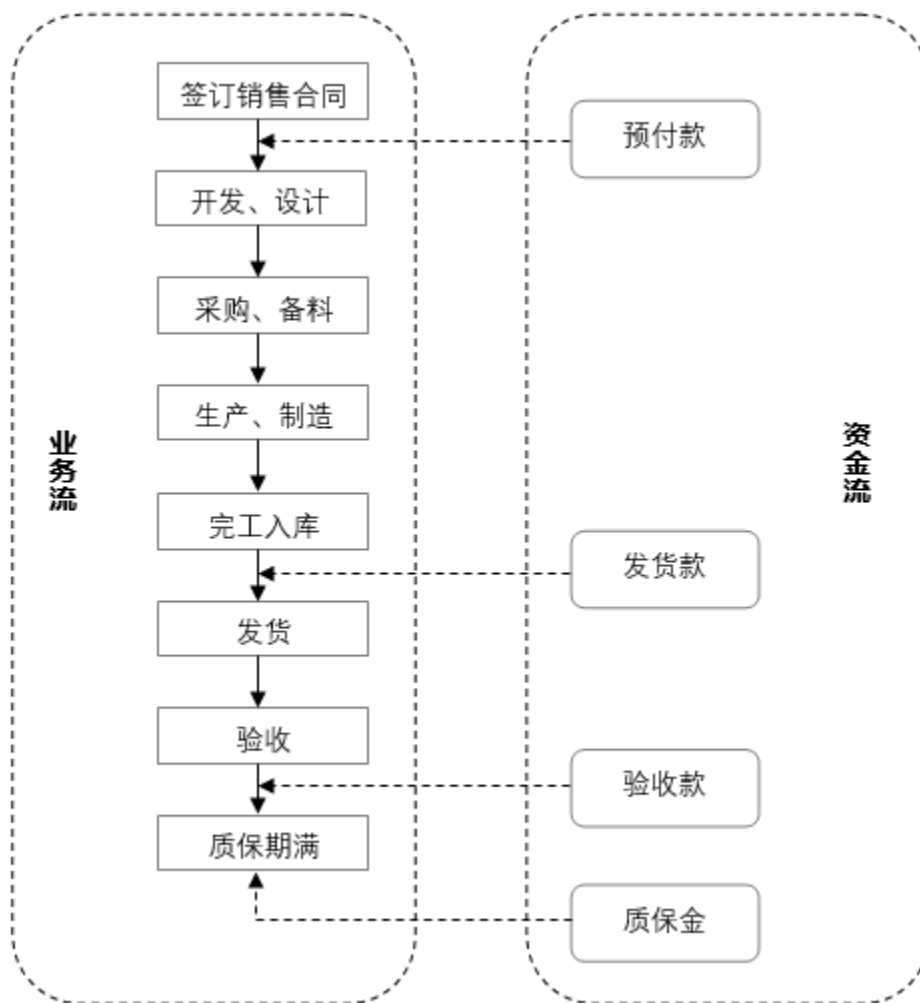 签订销售合同
预付款
开发、设计
采购、备料
生产、制造
业务流
资金流
完工入库
发货款
发货
验收
验收款
质保期满
质保金